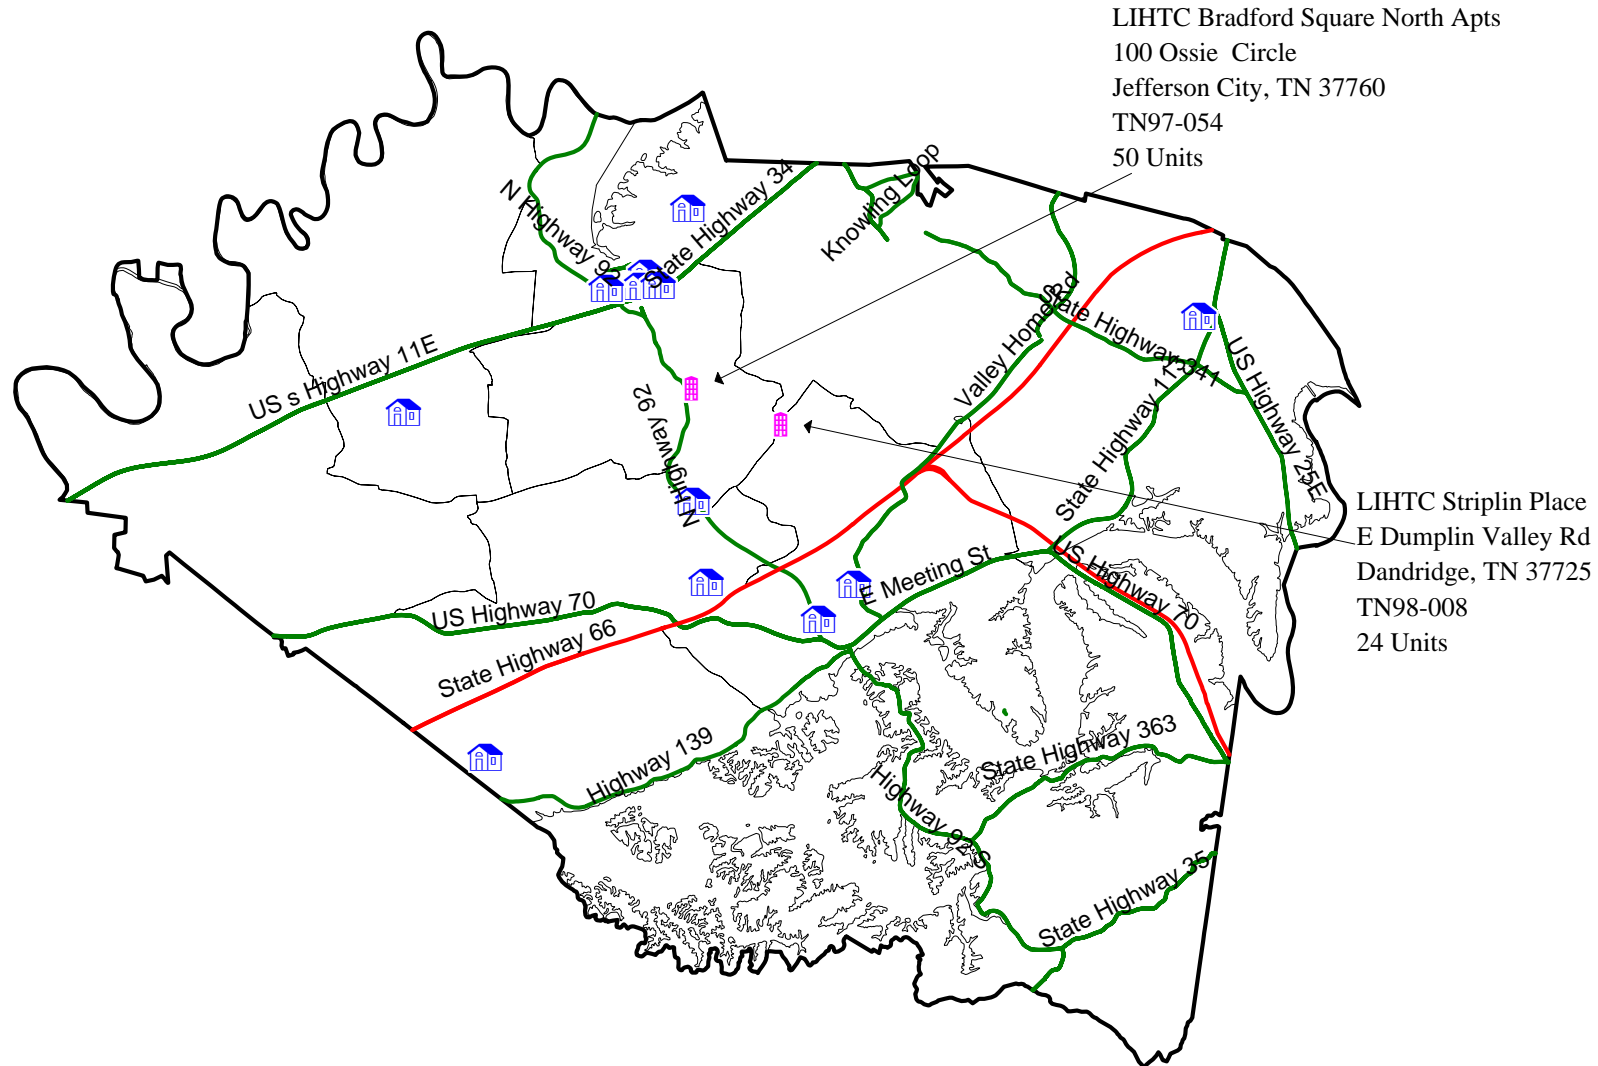 LIHTC Bradford Square North Apts
100 Ossie Circle
Jefferson City, TN 37760
TN97-054
50 Units
Knowling Loop
State Highway 34
N Highway 92
US s Highway 11E
N Highway 92
Valley Home Rd
State Highway 341
State Highway 113
US Highway 25E
LIHTC Striplin Place
E Dumplin Valley Rd
Dandridge, TN 37725
TN98-008
24 Units
E Meeting St
US Highway 70
US Highway 70
State Highway 66
Highway 139
State Highway 363
Highway 92 S
State Highway 35